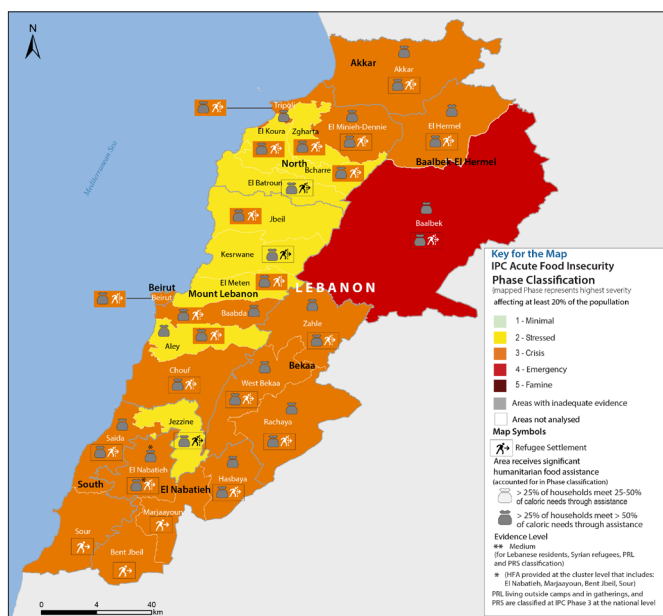 N
Mediterranean Sea
Akkar
Akkar
Tripoli
El Koura
Zgharta
El Minieh-Dennie
El Hermel
North
Bcharre
Baalbek-El Hermel
El Batroun
Jbeil
Baalbek
Kesrwane
El Meten
LEBANON
Beirut
Beirut
Mount Lebanon
Baabda
Zahle
Aley
Bekaa
Chouf
West Bekaa
Jezzine
Rachaya
Saida
**
El Nabatieh
*
Hasbaya
South
El Nabatieh
Marjaayoun
Sour
Bent Jbeil
0 4 40
km
Key for the Map
IPC Acute Food Insecurity
Phase Classification
(mapped Phase represents highest severity
affecting at least 20% of the popullation
1 - Minimal
2 - Stressed
3 - Crisis
4 - Emergency
5 - Famine
Areas with inadequate evidence
Areas not analysed
Map Symbols
Refugee Settlement
Area receives significant
humanitarian food assistance
(accounted for in Phase classification)
> 25% of households meet 25-50%
of caloric needs through assistance
> 25% of households meet > 50%
of caloric needs through assistance
Evidence Level
** Medium
(for Lebanese residents, Syrian refugees, PRL
and PRS classification)
* (HFA provided at the cluster level that includes:
El Nabatieh, Marjaayoun, Bent Jbeil, Sour)
PRL living outside camps and in gatherings, and
PRS are classified at IPC Phase 3 at the national level